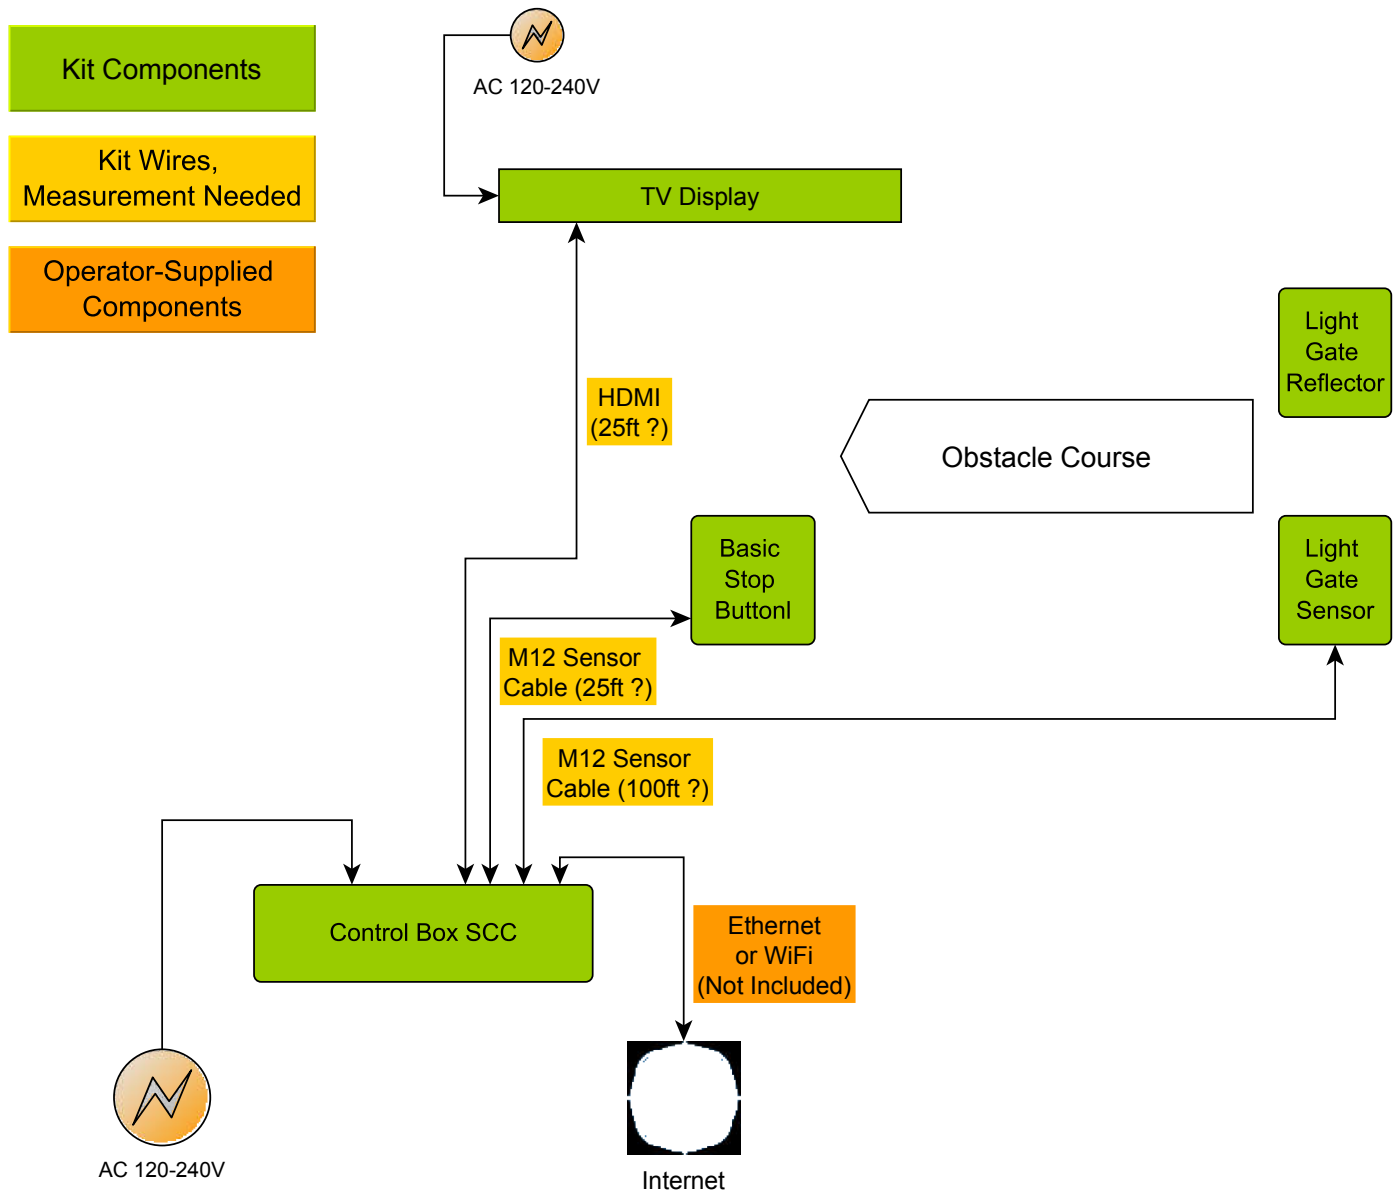 Kit Components
Kit Wires,
Measurement Needed
Operator-Supplied
Components
AC 120-240V
TV Display
HDMI
(25ft ?)
Light
Gate
Reflector
Obstacle Course
Basic
Stop
Buttonl
Light
Gate
Sensor
M12 Sensor
Cable (25ft ?)
M12 Sensor
Cable (100ft ?)
Control Box SCC
Ethernet
or WiFi
(Not Included)
AC 120-240V
Internet